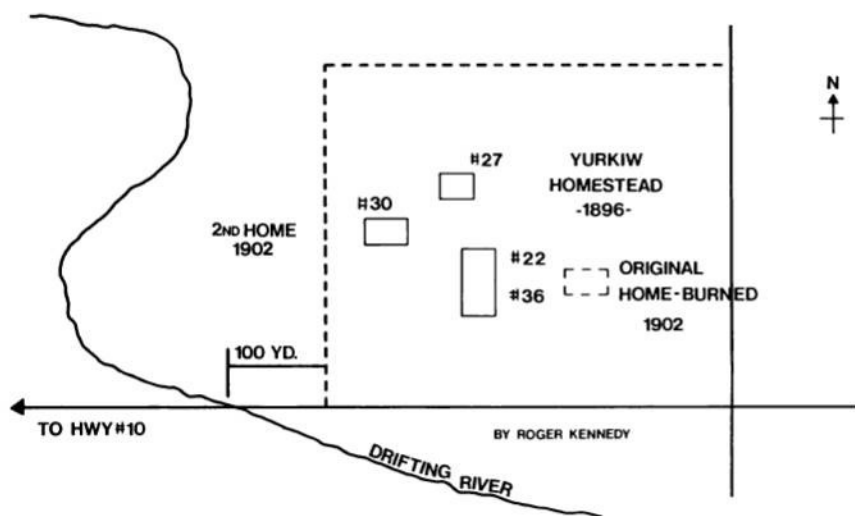 N
#27
YURKIW
HOMESTEAD
-1896-
#30
2ND HOME
1902
#22
#36
ORIGINAL
HOME-BURNED
1902
100 YD.
TO HWY#10
BY ROGER KENNEDY
DRIFTING RIVER